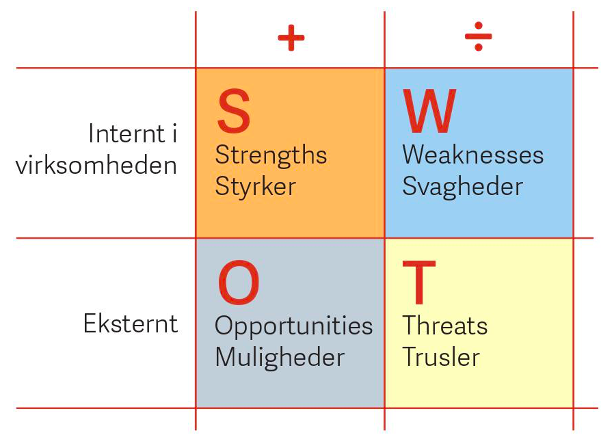 + ÷
Internt i
virksomheden
S
Strengths
Styrker
W
Weaknesses
Svagheder
Eksternt
O
Opportunities
Muligheder
T
Threats
Trusler